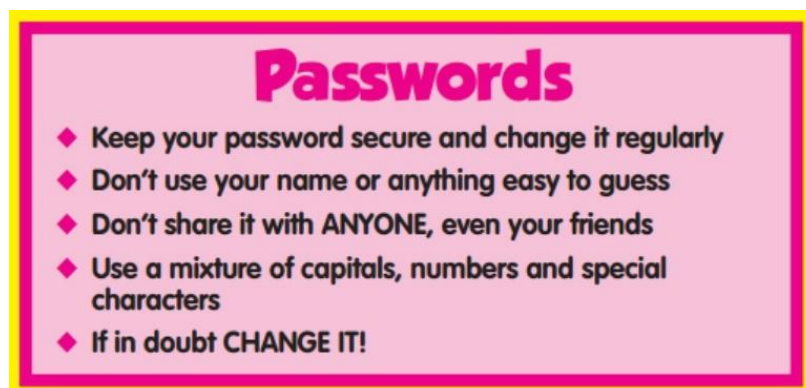 Passwords
◆ Keep your password secure and change it regularly
◆ Don't use your name or anything easy to guess
◆ Don't share it with ANYONE, even your friends
◆ Use a mixture of capitals, numbers and special
characters
◆ If in doubt CHANGE IT!